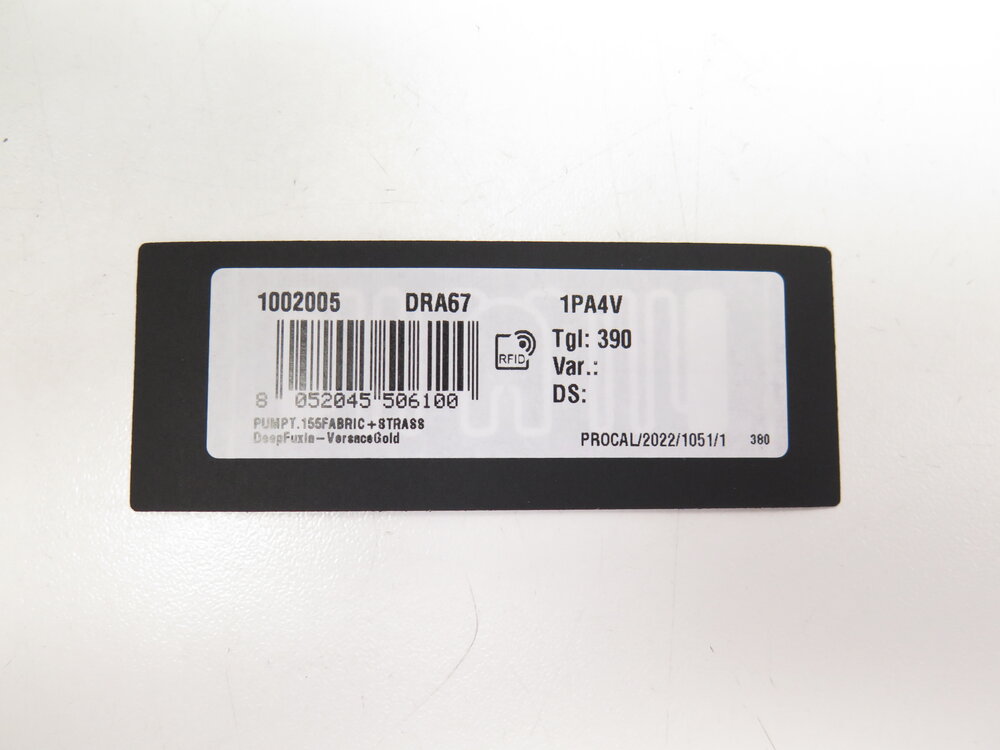 1002005 DRA67 1PA4V
RFID
Tgl: 390
Var.:
DS:
8 052045 506100
PUMPT.155FABRIC+STRASS
DeepFuxia-VersaceGold
PROCAL/2022/1051/1 380